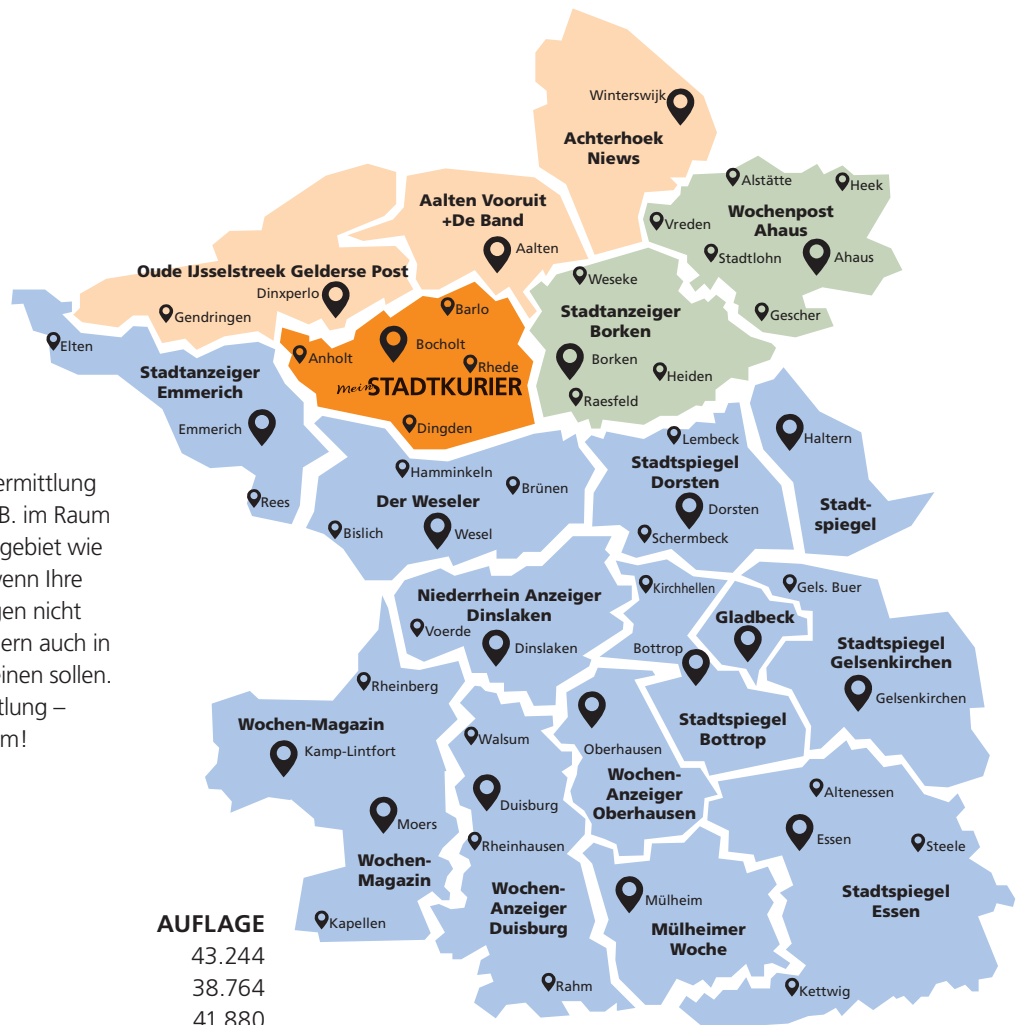 Winterswijk
Achterhoek
Niews
Alstätte
Heek
Aalten Vooruit
+De Band
Wochenpost
Ahaus
Vreden
Aalten
Stadtlohn
Ahaus
Oude IJsselstreek Gelderse Post
Weseke
Dinxperlo
Gendringen
Barlo
Stadtanzeiger
Borken
Gescher
Elten
Anholt
Bocholt
Rhede
Borken
Heiden
Stadtanzeiger
Emmerich
mein STADTKURIER
Raesfeld
Emmerich
Dingden
Lembeck
Haltern
Hamminkeln
Stadtspiegel
Dorsten
ermittlung
B. im Raum
gebiet wie
wenn Ihre
gen nicht
ern auch in
einen sollen.
tlung –
m!
Rees
Der Weseler
Brünen
Dorsten
Stadt-
spiegel
Bislich
Wesel
Schermbeck
Niederrhein Anzeiger
Dinslaken
Kirchhellen
Gels. Buer
Gladbeck
Voerde
Dinslaken
Bottrop
Stadtspiegel
Gelsenkirchen
Rheinberg
Gelsenkirchen
Wochen-Magazin
Kamp-Lintfort
Walsum
Oberhausen
Stadtspiegel
Bottrop
Wochen-
Anzeiger
Oberhausen
Duisburg
Altenessen
Moers
Rheinhausen
Essen
Steele
Wochen-
Magazin
Kapellen
Wochen-
Anzeiger
Duisburg
Mülheim
Mülheimer
Woche
Stadtspiegel
Essen
Rahm
Kettwig
AUFLAGE
43.244
38.764
41.880